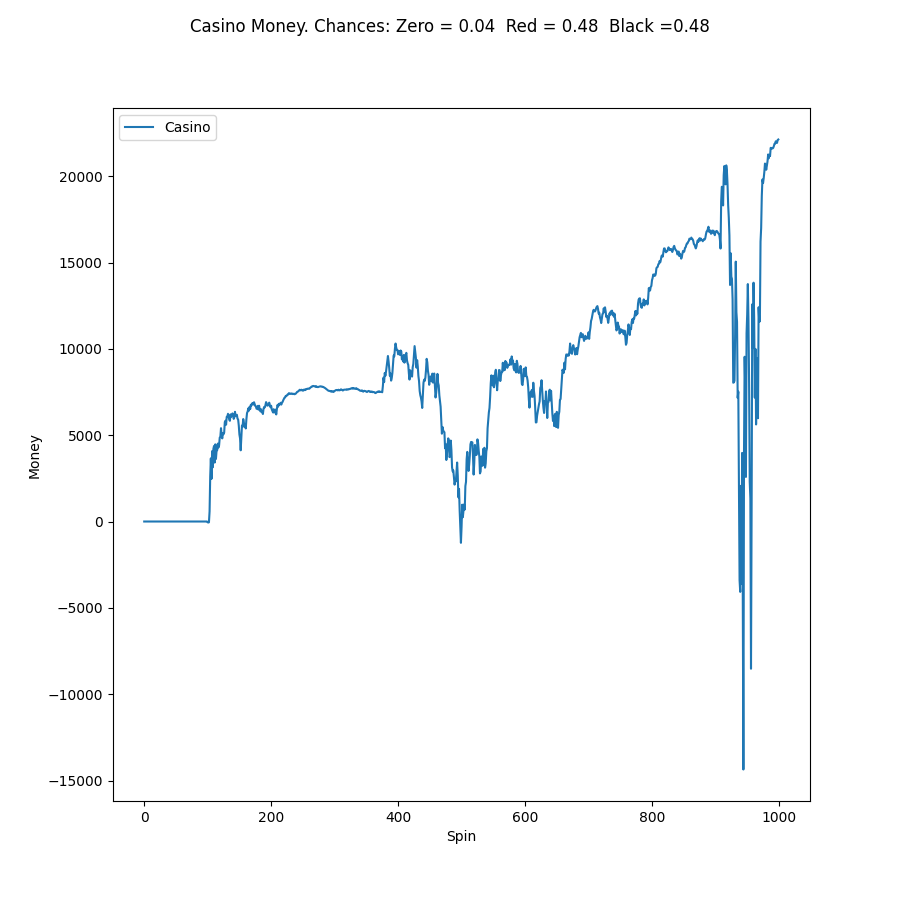 Casino Money. Chances: Zero = 0.04  Red = 0.48  Black =0.48
Casino
20000
15000
10000
5000
0
−5000
−10000
−15000
Money
0 200 400 600 800 1000
Spin